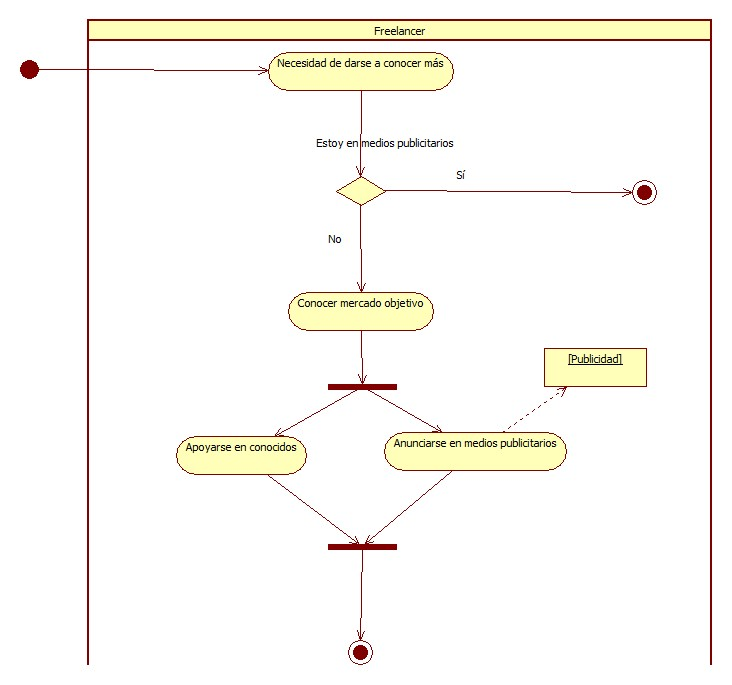 Freelancer
Necesidad de darse a conocer más
Estoy en medios publicitarios
Sí
No
Conocer mercado objetivo
[Publicidad]
Apoyarse en conocidos
Anunciarse en medios publicitarios